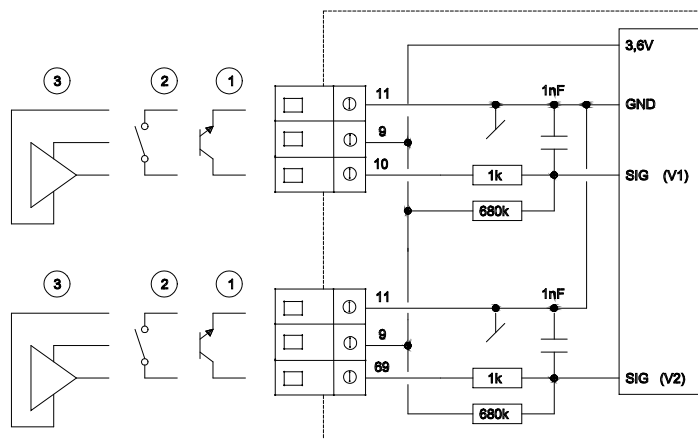 3,6V
3 2 1
11 1nF GND
9
10 1k SIG (V1)
680k
3 2 1
11 1nF
9
69 1k SIG (V2)
680k